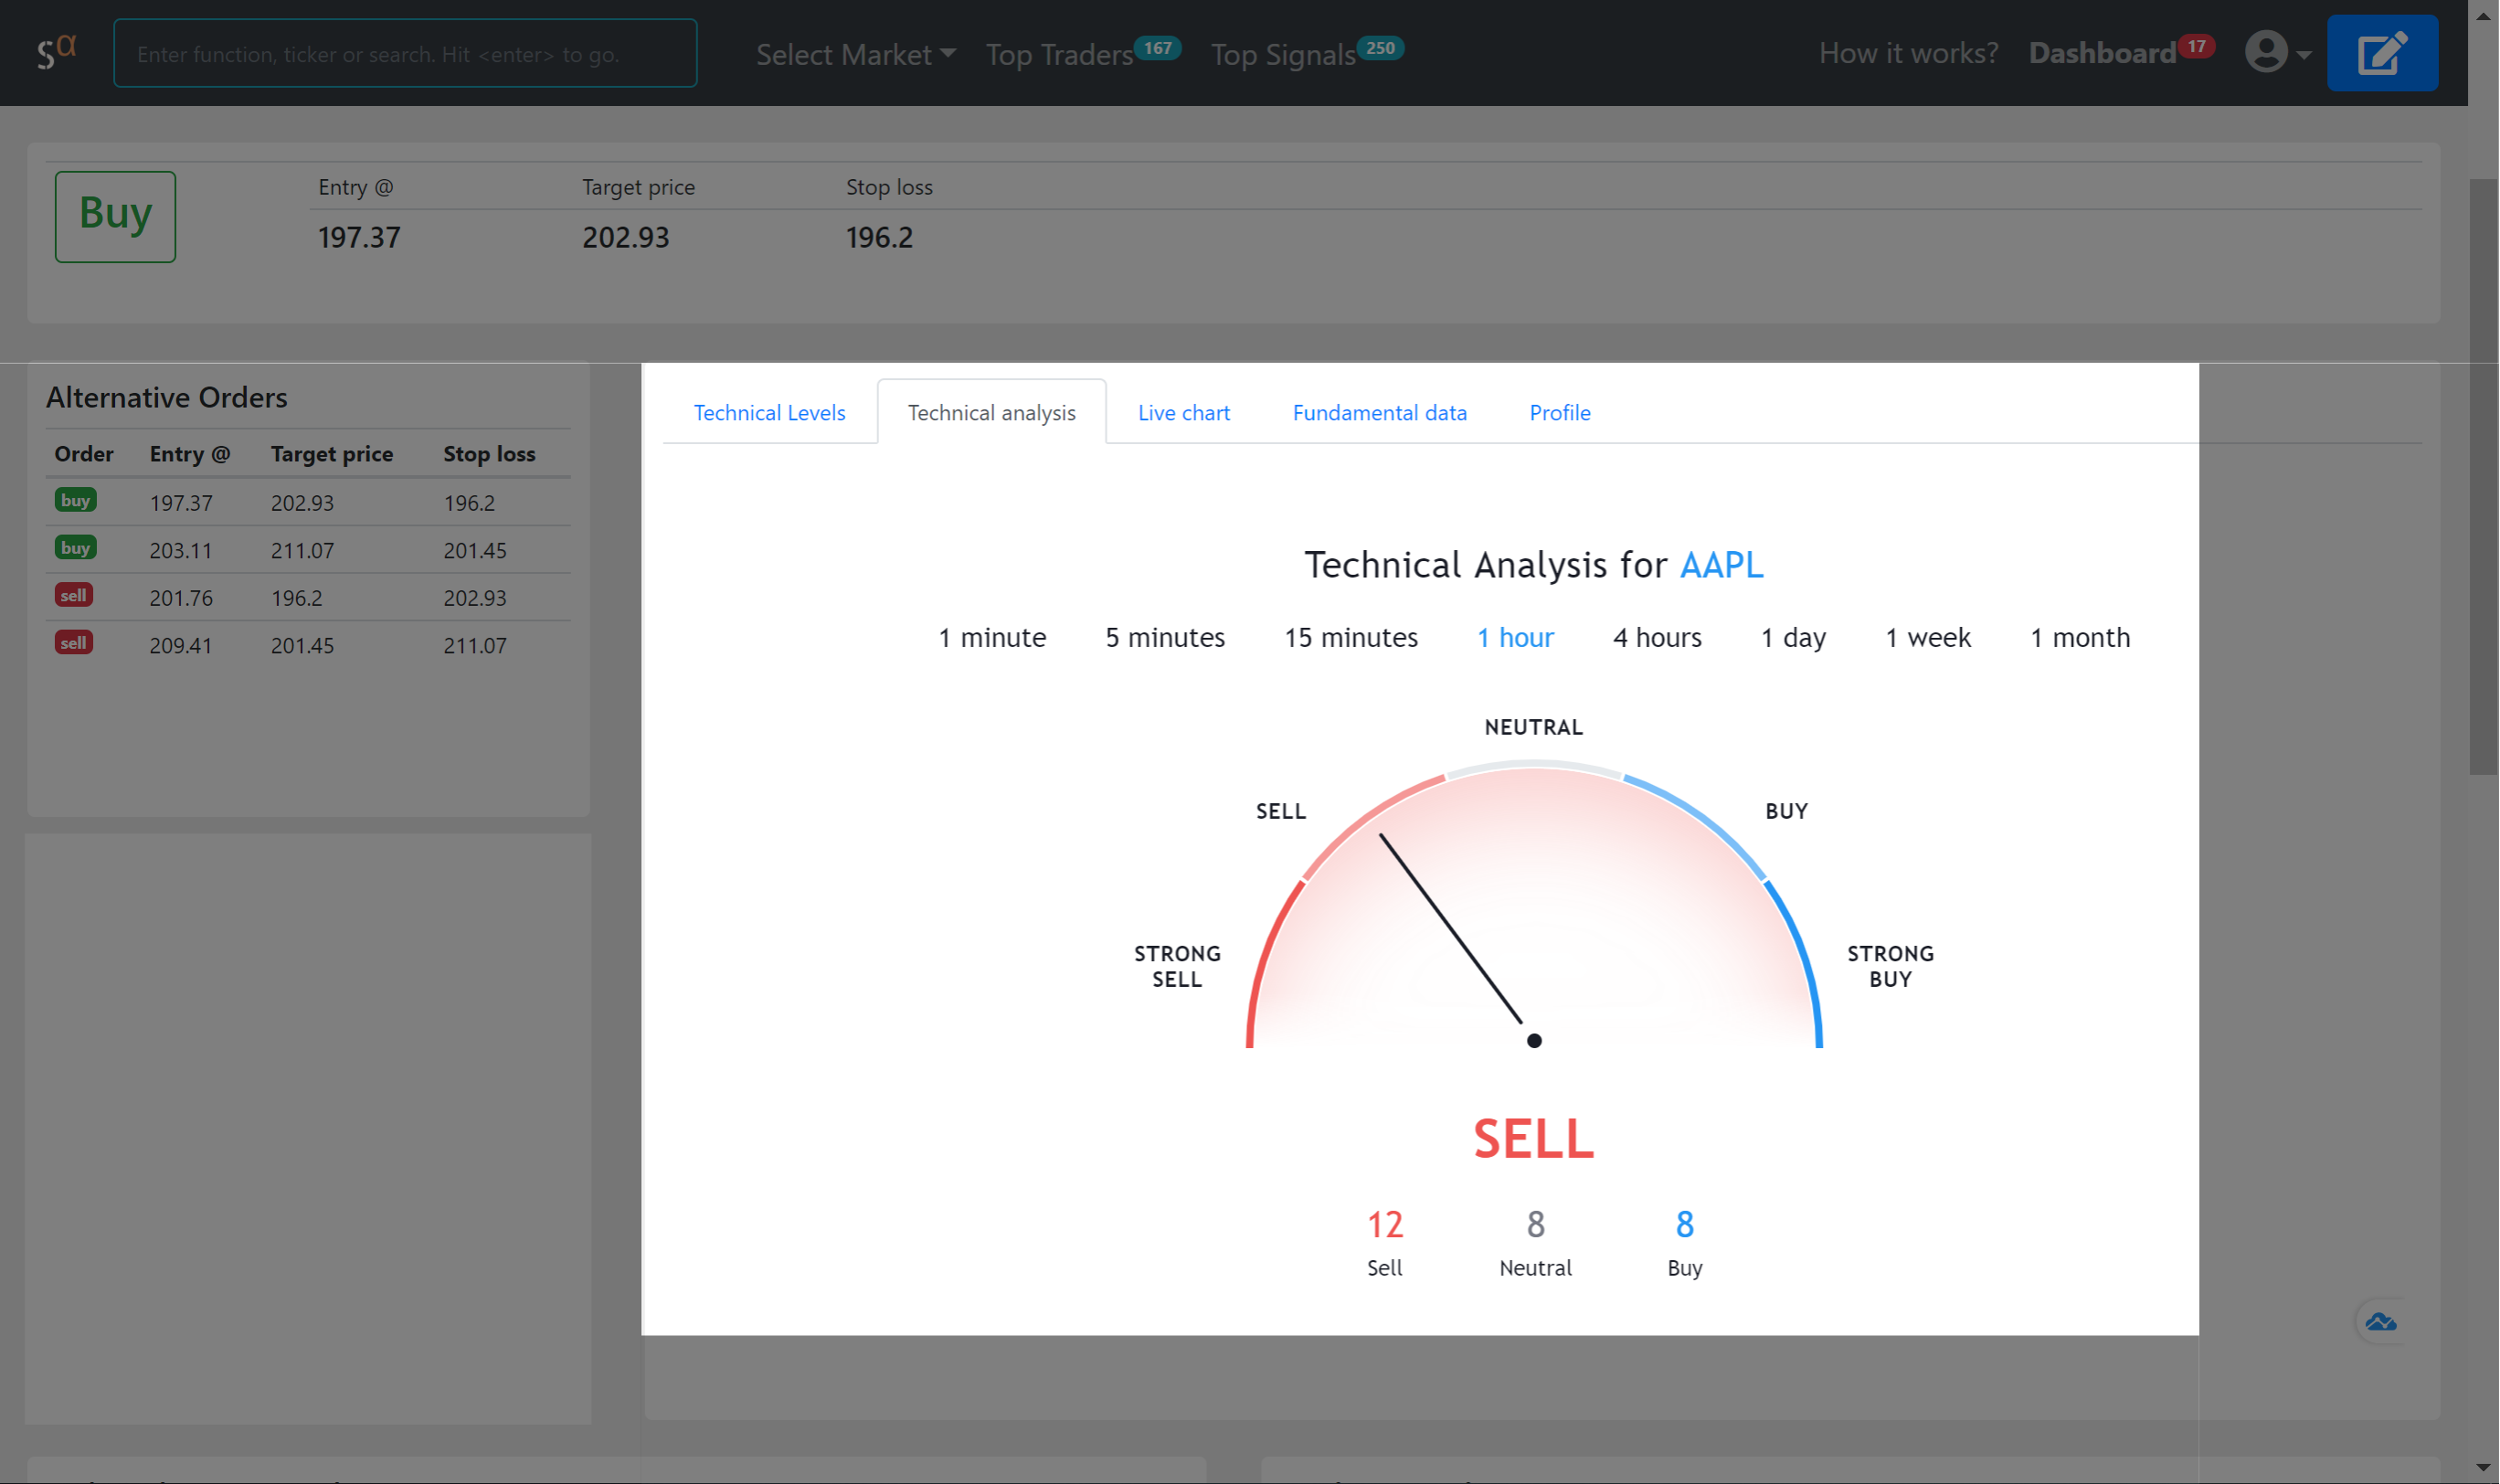 sα
Enter function, ticker or search. Hit <enter> to go.
Select Market
Top Traders 167
Top Signals 250
How it works?
Dashboard 17
Buy
Entry @ Target price Stop loss
197.37 202.93 196.2
Alternative Orders
Order Entry @ Target price Stop loss
buy 197.37 202.93 196.2
buy 203.11 211.07 201.45
sell 201.76 196.2 202.93
sell 209.41 201.45 211.07
Technical Levels Technical analysis Live chart Fundamental data Profile
Technical Analysis for AAPL
1 minute 5 minutes 15 minutes 1 hour 4 hours 1 day 1 week 1 month
NEUTRAL
SELL BUY
STRONG SELL
STRONG BUY
SELL
12 8 8
Sell Neutral Buy